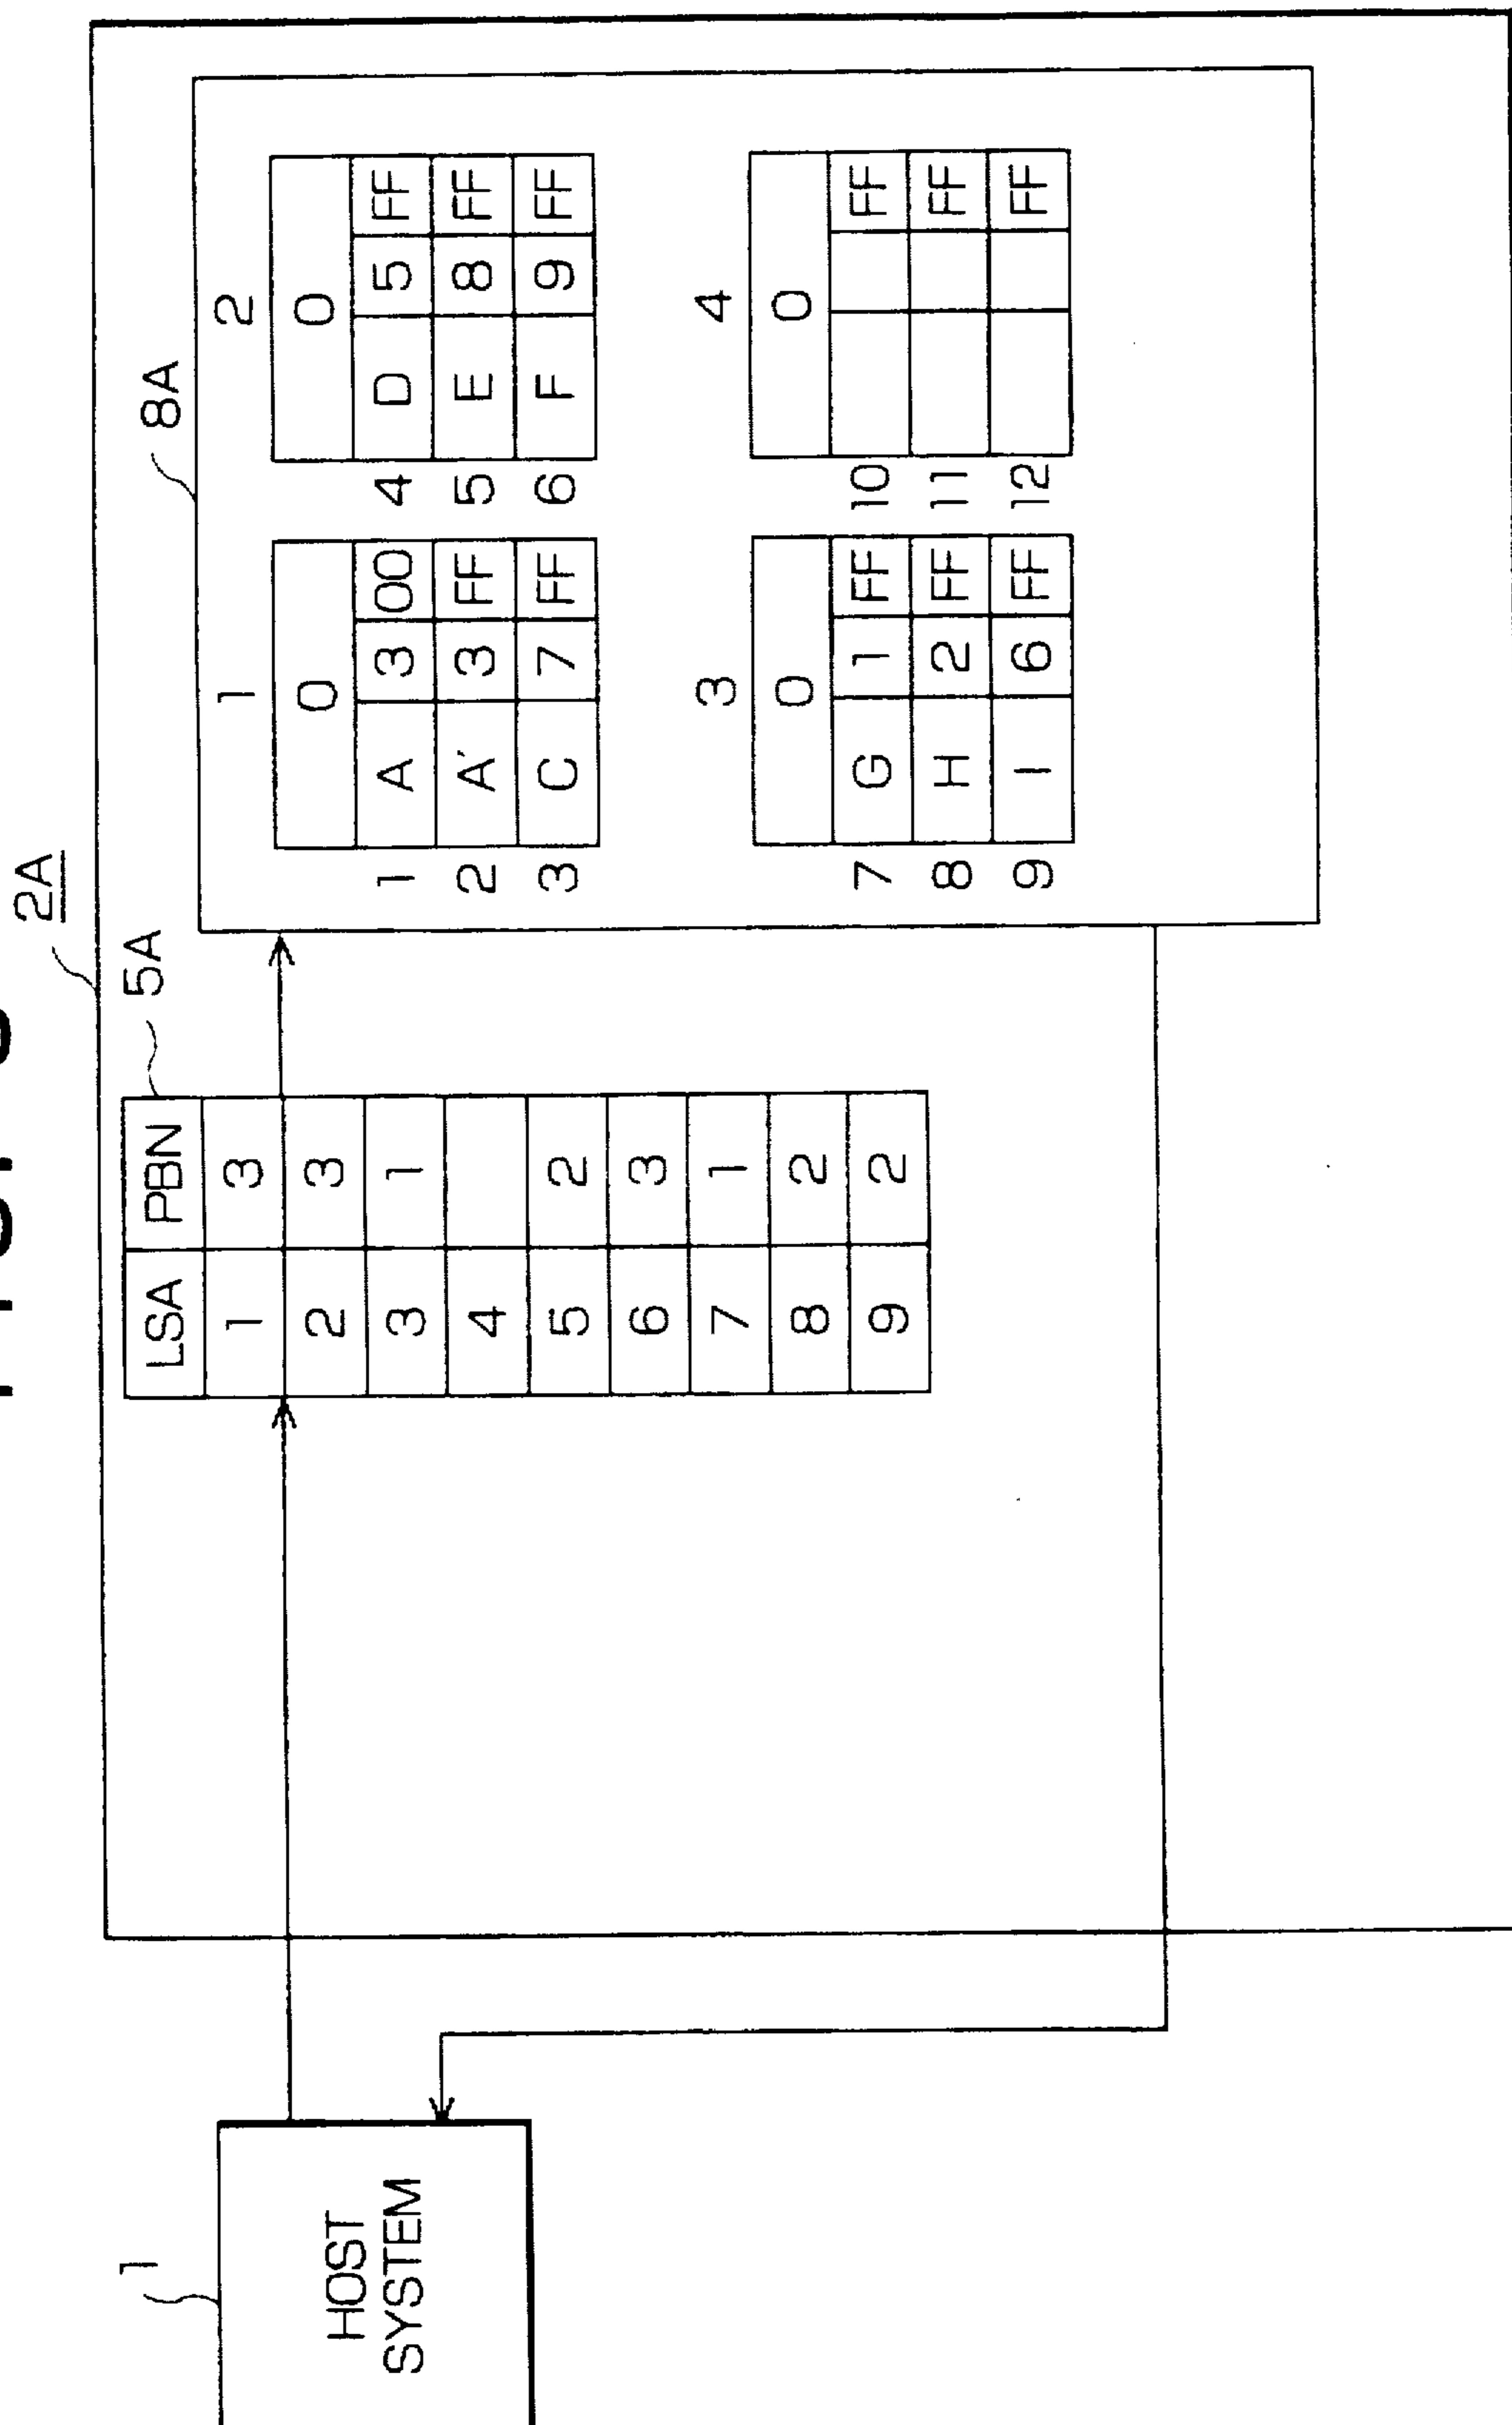 2A
1
HOST
SYSTEM
5A
LSA PBN
1 3
2 3
3 1
4
5 2
6 3
7 1
8 2
9 2
8A
1
0
1 A 3 00
2 A' 3 FF
3 C 7 FF
2
0
4 D 5 FF
5 E 8 FF
6 F 9 FF
3
0
7 G 1 FF
8 H 2 FF
9 I 6 FF
4
0
10 FF
11 FF
12 FF